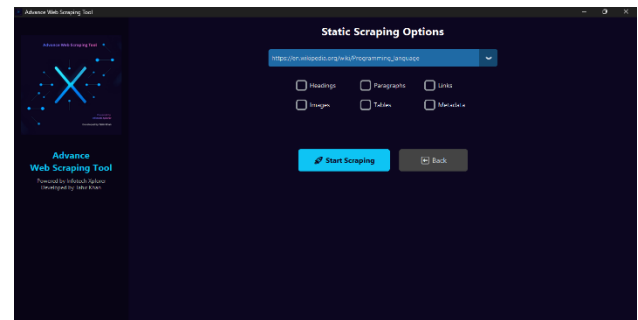 Advance Web Scraping Tool
Static Scraping Options
Advance Web Scraping Tool
https://en.wikipedia.org/wiki/Programming_language
Headings
Paragraphs
Links
Images
Tables
Metadata
Advance
Web Scraping Tool
Start Scraping
Back
Powered by Infotech Xplorer
Developed by Tahir Khan